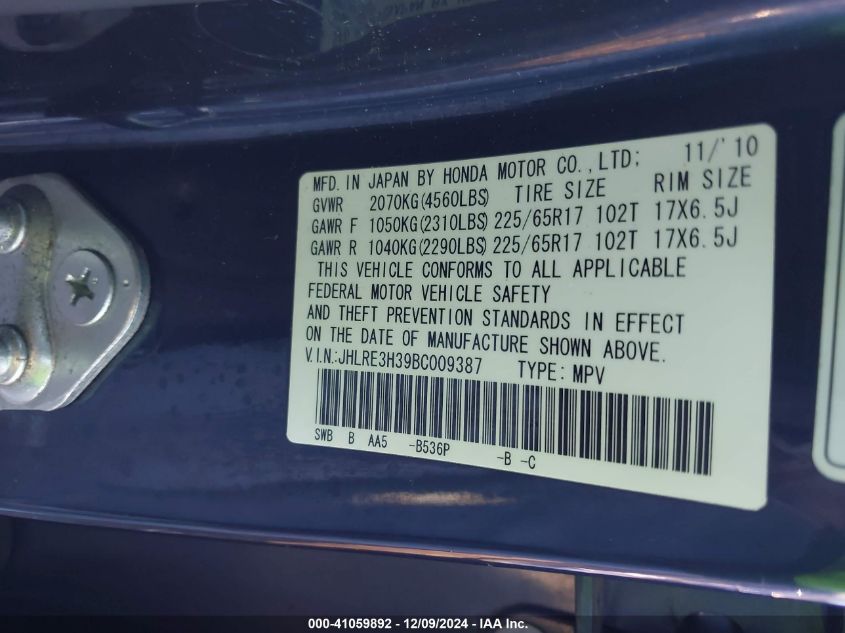 MFD. IN JAPAN BY HONDA MOTOR CO.,LTD; 11/'10
GVWR 2070KG(4560LBS) TIRE SIZE RIM SIZE
GAWR F 1050KG(2310LBS) 225/65R17 102T 17X6.5J
GAWR R 1040KG(2290LBS) 225/65R17 102T 17X6.5J
THIS VEHICLE CONFORMS TO ALL APPLICABLE
FEDERAL MOTOR VEHICLE SAFETY
AND THEFT PREVENTION STANDARDS IN EFFECT
ON THE DATE OF MANUFACTURE SHOWN ABOVE.
V.I.N:JHLRE3H39BC009387 TYPE:MPV
SWB B AA5 -B536P -B -C
000-41059892 - 12/09/2024 - IAA Inc.